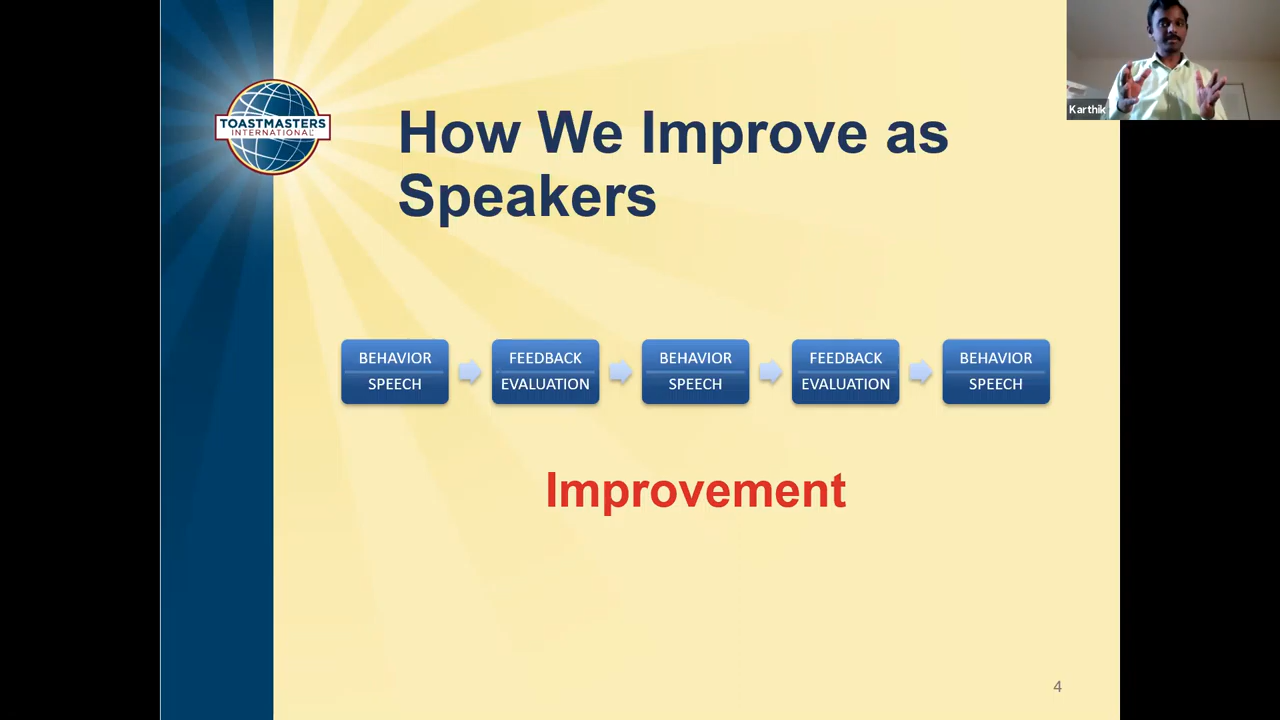 TOASTMASTERS
INTERNATIONAL
How We Improve as
Speakers
Karthik
BEHAVIOR
SPEECH
FEEDBACK
EVALUATION
BEHAVIOR
SPEECH
FEEDBACK
EVALUATION
BEHAVIOR
SPEECH
Improvement
4